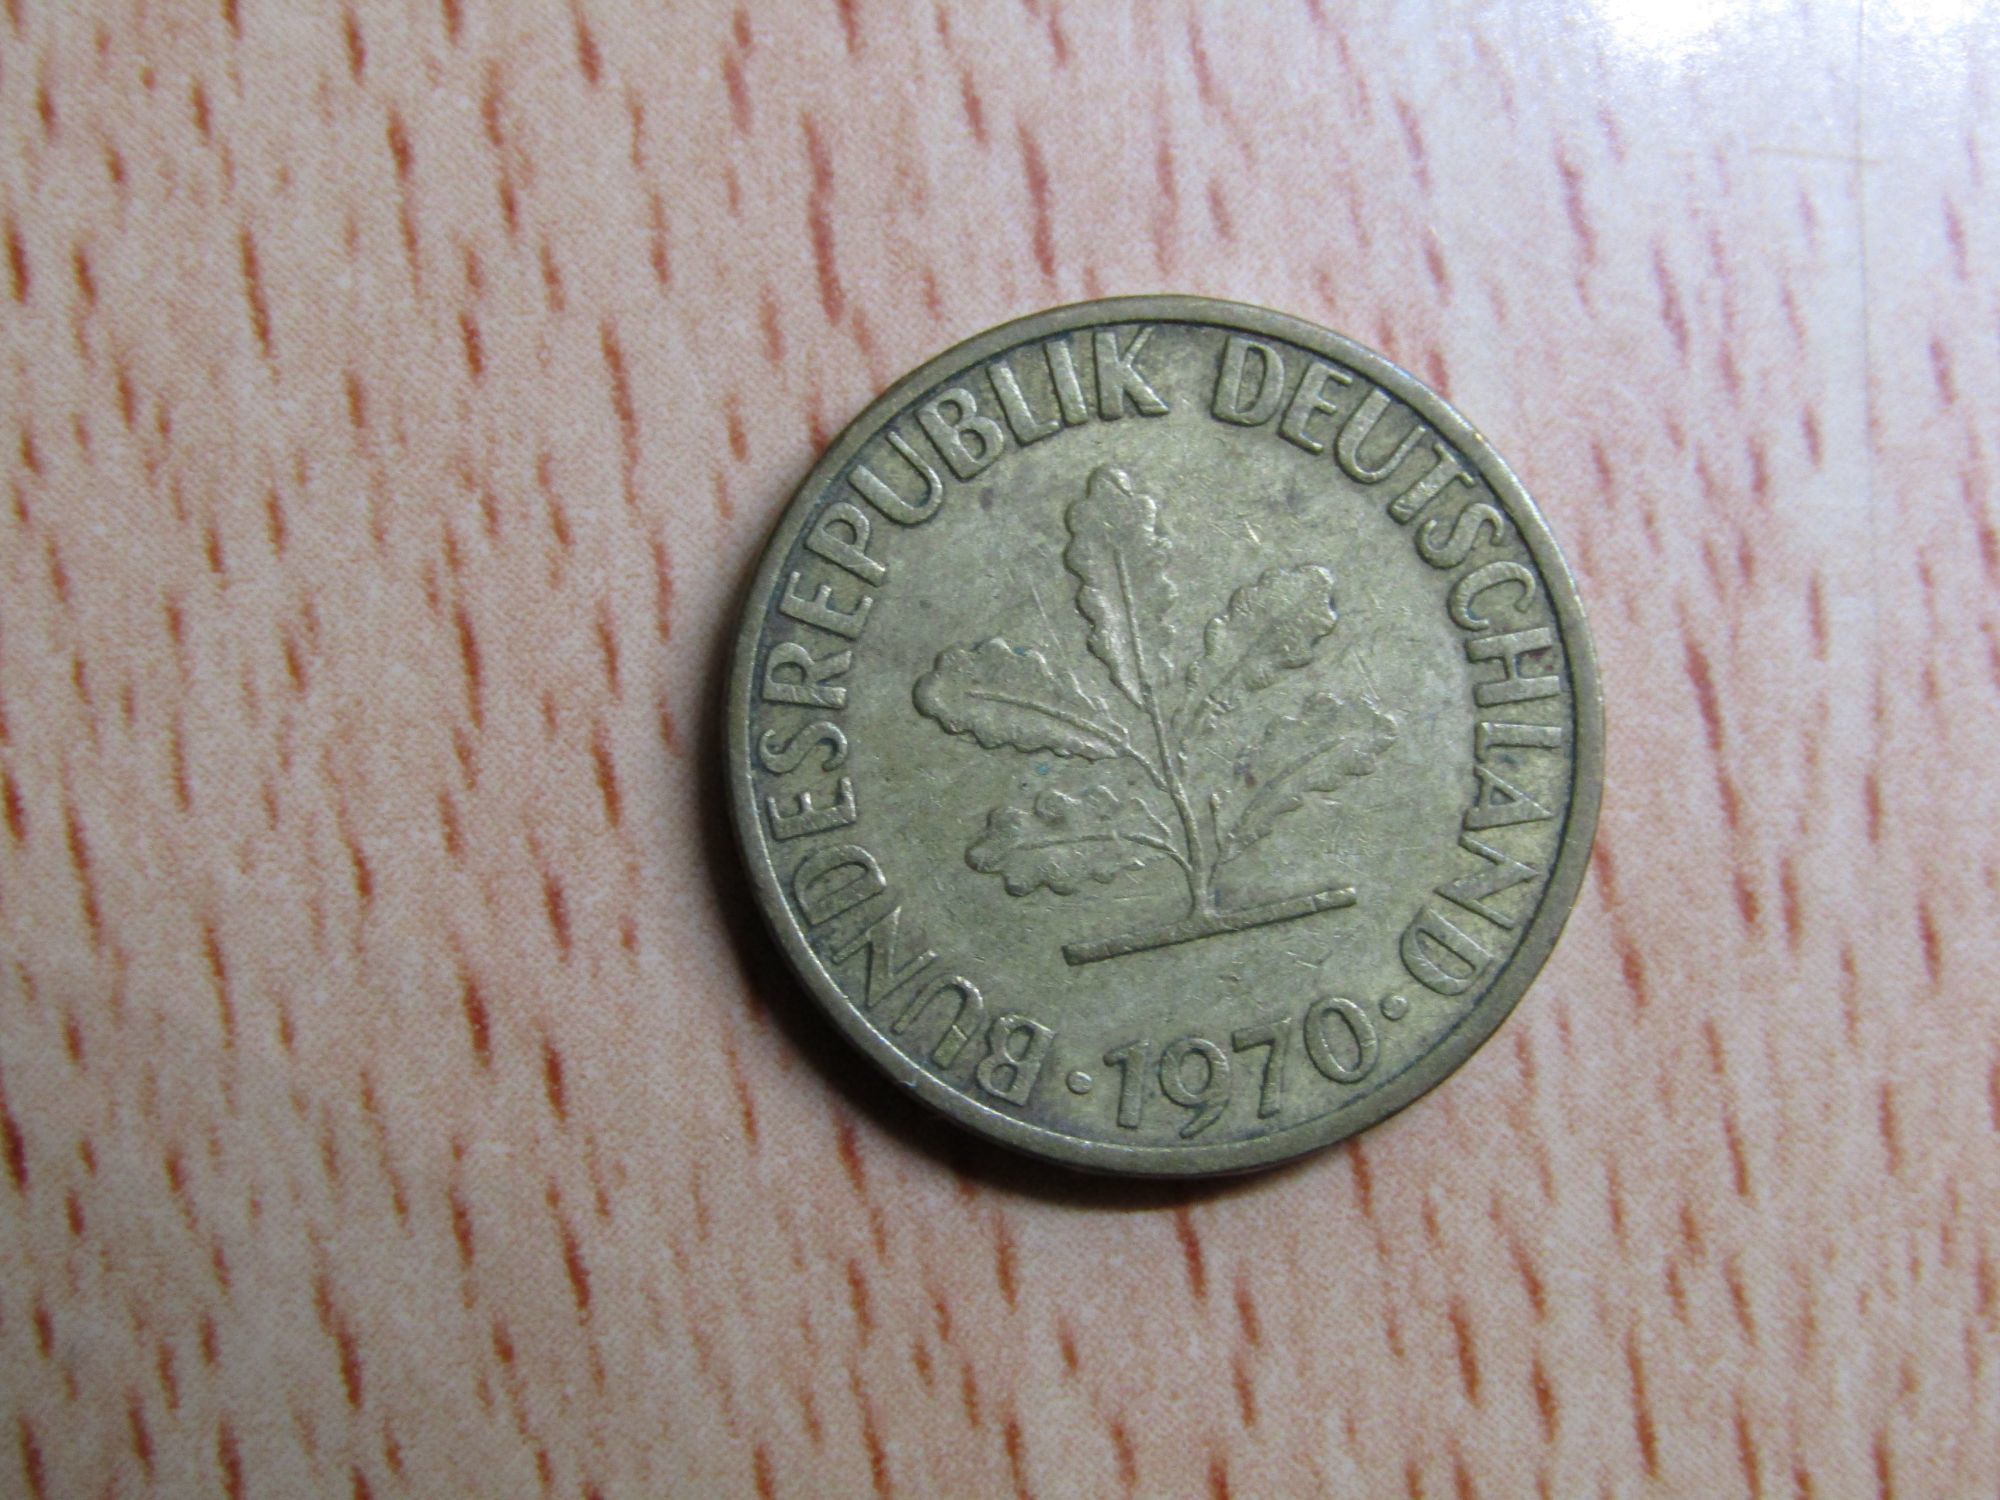 BUNDESREPUBLIK DEUTSCHLAND
· 1970 ·